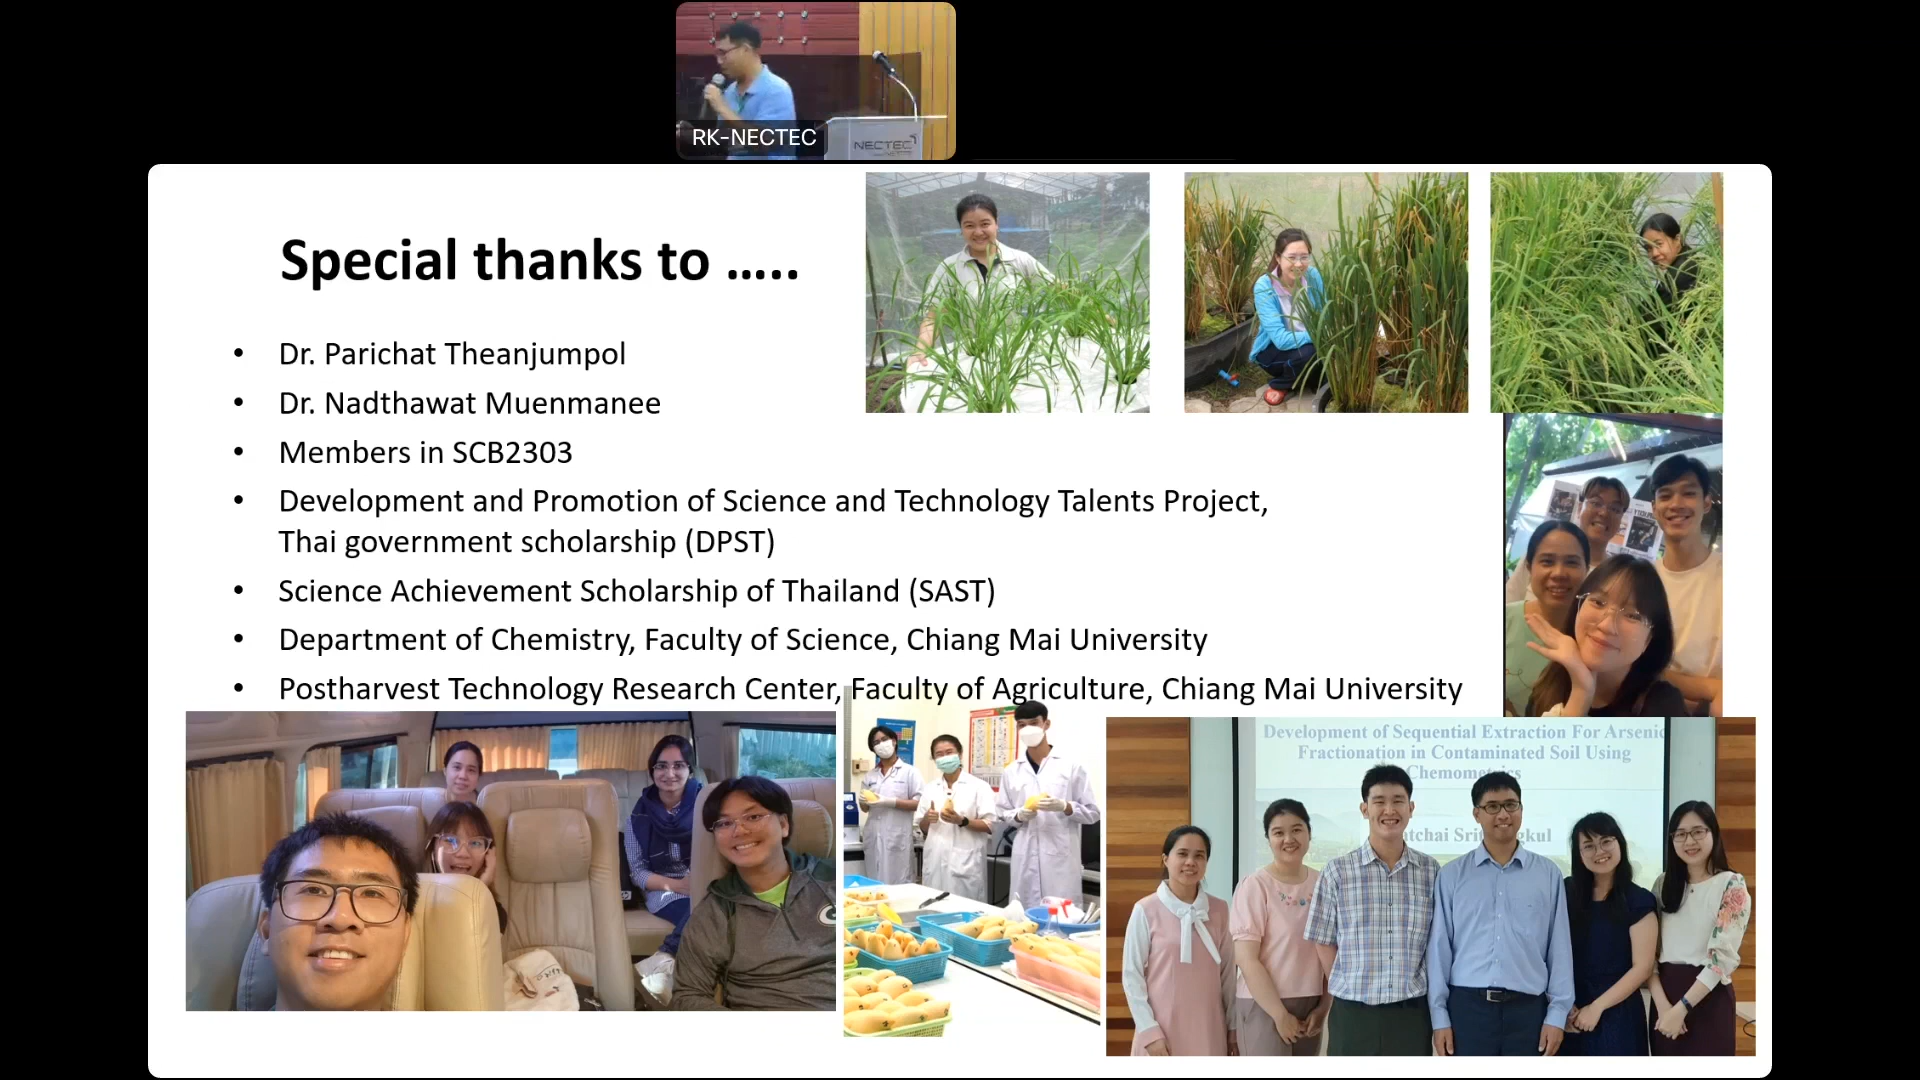 RK-NECTEC
NECTEC
Special thanks to .....
• Dr. Parichat Theanjumpol
• Dr. Nadthawat Muenmanee
• Members in SCB2303
• Development and Promotion of Science and Technology Talents Project,
Thai government scholarship (DPST)
• Science Achievement Scholarship of Thailand (SAST)
• Department of Chemistry, Faculty of Science, Chiang Mai University
• Postharvest Technology Research Center, Faculty of Agriculture, Chiang Mai University
Development of Sequential Extraction For Arsenic
Fractionation in Contaminated Soil Using
Chemometrics